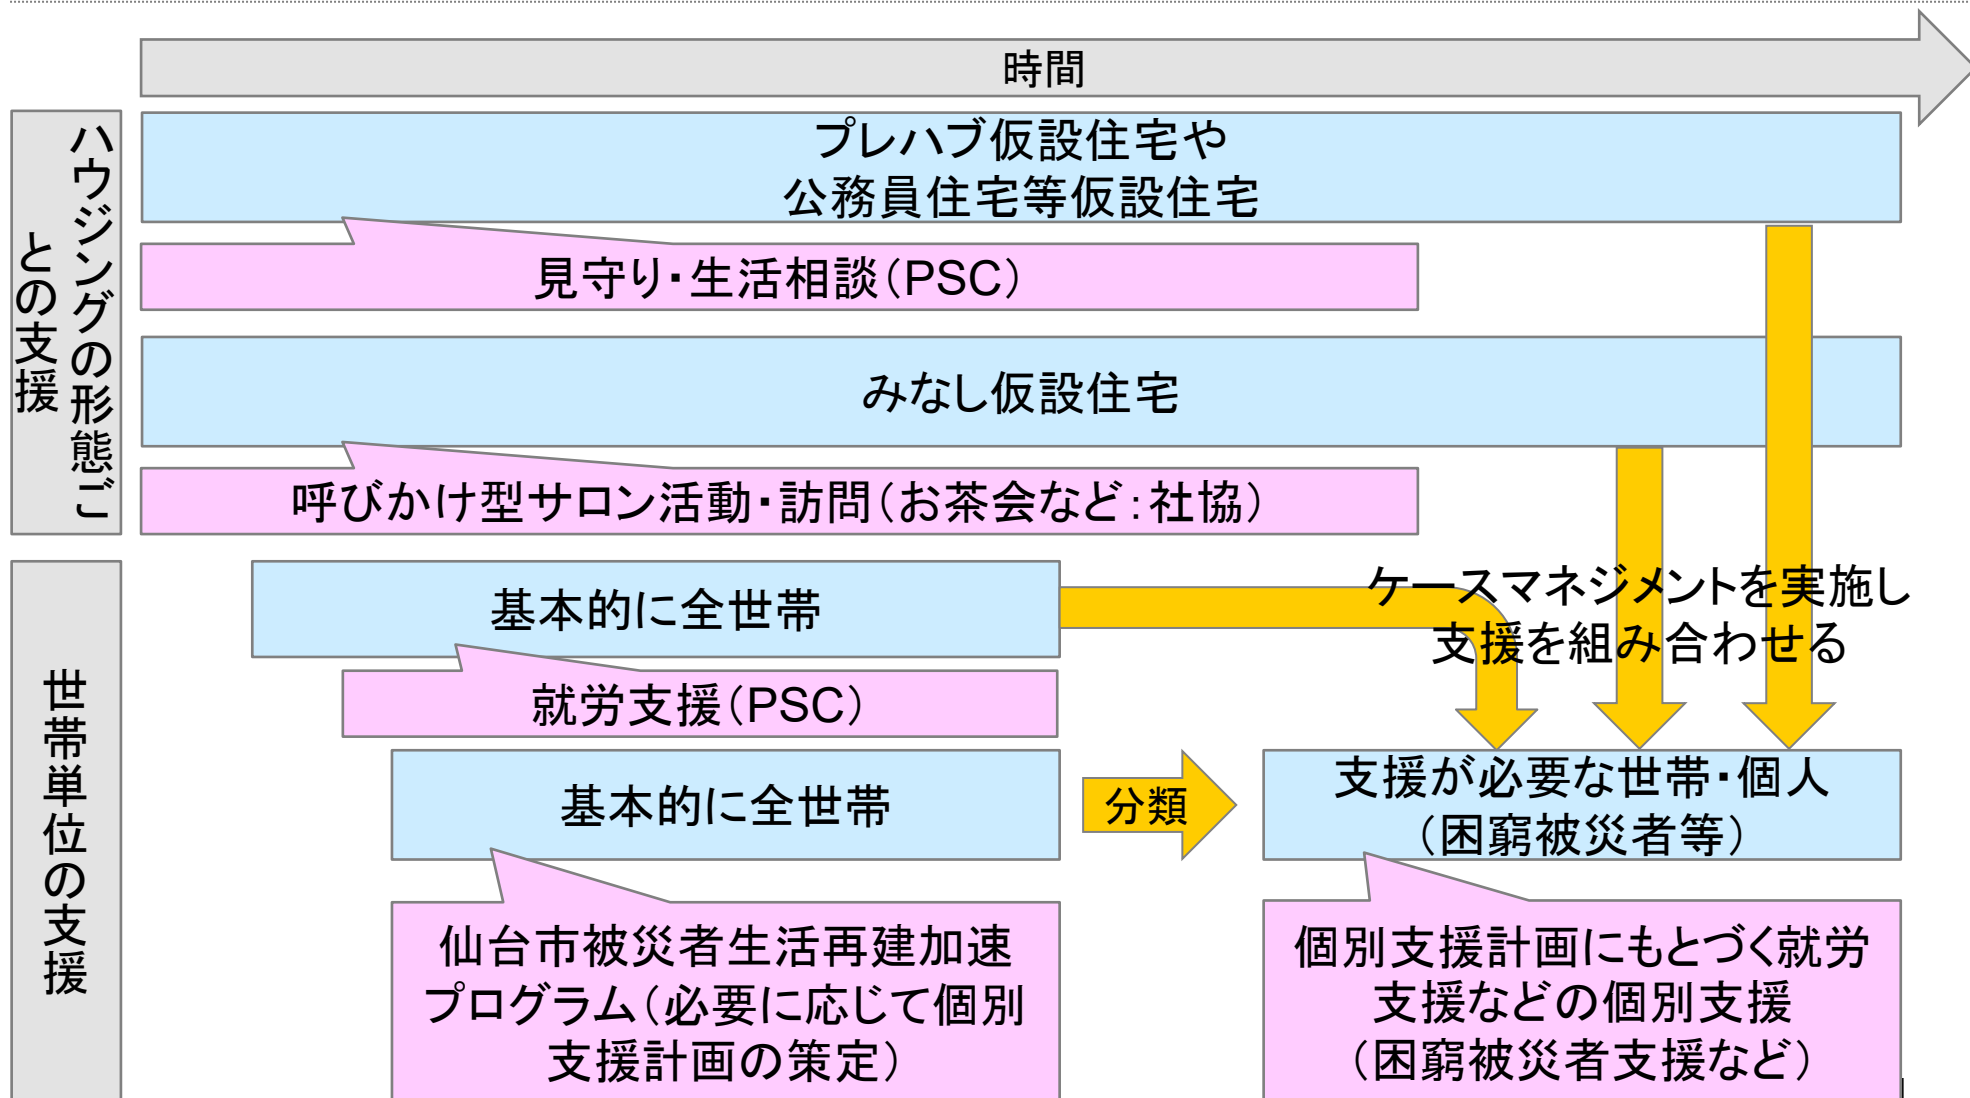 時間
ハウジングの形態ご
との支援
プレハブ仮設住宅や
公務員住宅等仮設住宅
見守り・生活相談（PSC）
みなし仮設住宅
呼びかけ型サロン活動・訪問（お茶会など：社協）
世帯単位の支援
基本的に全世帯
就労支援（PSC）
ケースマネジメントを実施し
支援を組み合わせる
基本的に全世帯
分類
支援が必要な世帯・個人
（困窮被災者等）
仙台市被災者生活再建加速
プログラム（必要に応じて個別
支援計画の策定）
個別支援計画にもとづく就労
支援などの個別支援
（困窮被災者支援など）